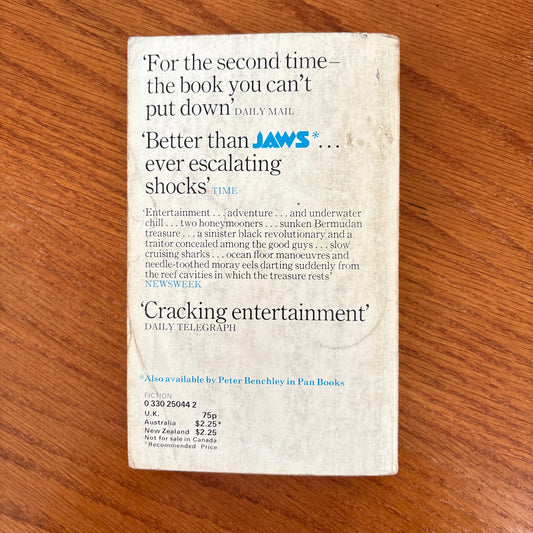 ‘For the second time–
the book you can’t
put down’ DAILY MAIL
‘Better than JAWS*...
ever escalating
shocks’ TIME
‘Entertainment . . . adventure . . . and underwater
chill . . . two honeymooners . . . sunken Bermudan
treasure . . . a sinister black revolutionary and a
traitor concealed among the good guys . . . slow
cruising sharks . . . ocean floor manoeuvres and
needle-toothed moray eels darting suddenly from
the reef cavities in which the treasure rests’
NEWSWEEK
‘Cracking entertainment’
DAILY TELEGRAPH
*Also available by Peter Benchley in Pan Books
FICTION
0 330 25044 2
U.K. 75p
Australia $2.25*
New Zealand $2.25
Not for sale in Canada
*Recommended Price